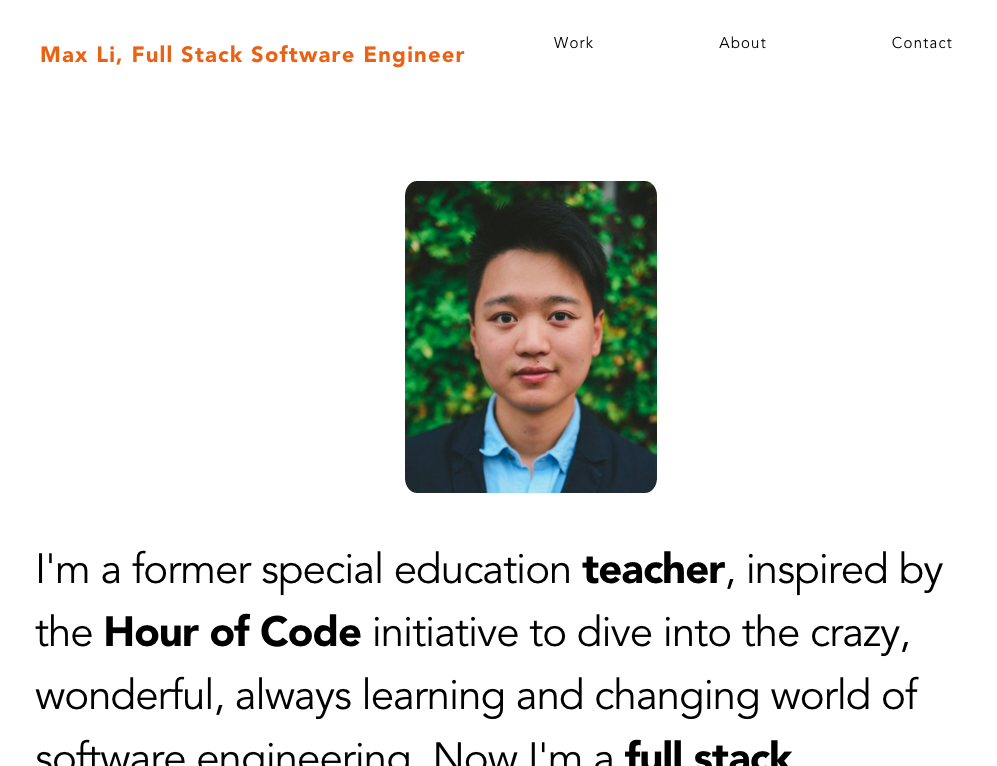 Max Li, Full Stack Software Engineer
Work
About
Contact
I'm a former special education teacher, inspired by
the Hour of Code initiative to dive into the crazy,
wonderful, always learning and changing world of
software engineering. Now I'm a full stack